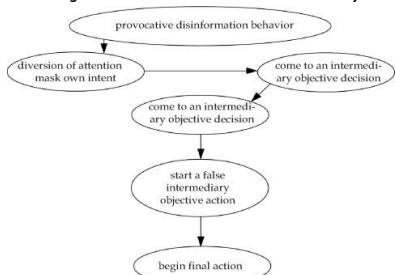 provocative disinformation behavior
diversion of attention
mask own intent
come to an intermedi-
ary objective decision
come to an intermedi-
ary objective decision
start a false
intermediary
objective action
begin final action